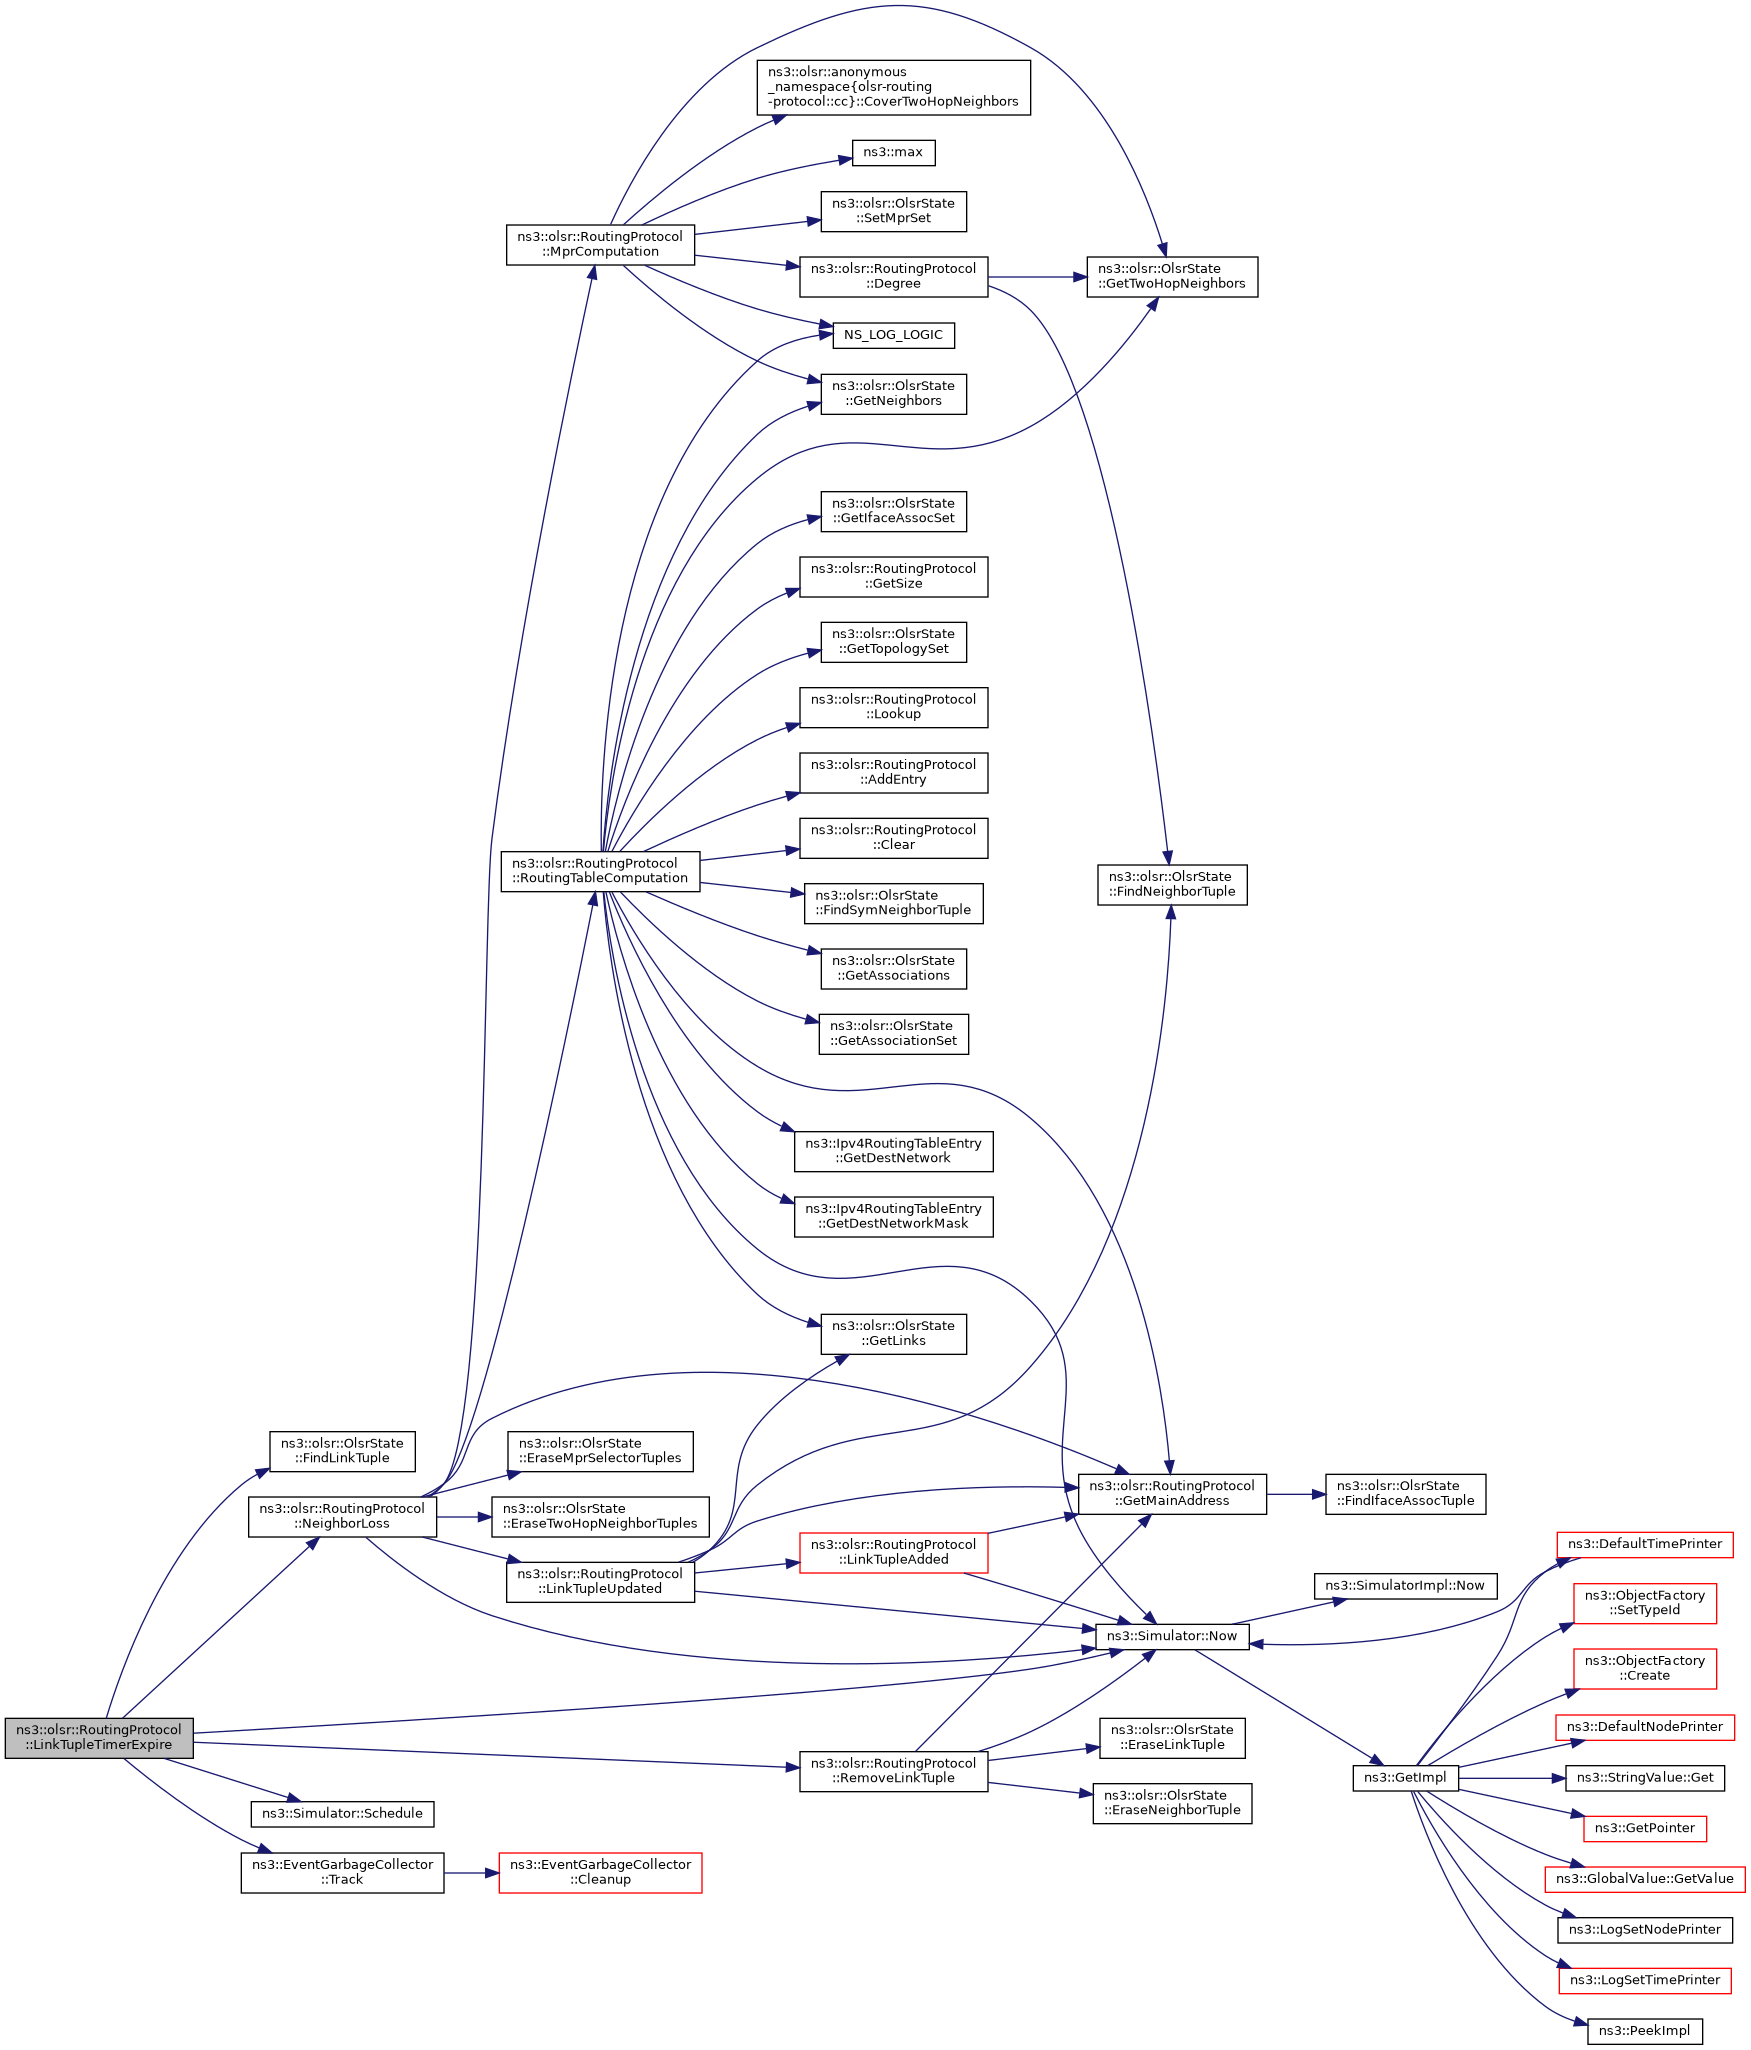 ns3::olsr::anonymous
_namespace{olsr-routing
-protocol::cc}::CoverTwoHopNeighbors
ns3::max
ns3::olsr::OlsrState
::SetMprSet
ns3::olsr::RoutingProtocol
::MprComputation
ns3::olsr::RoutingProtocol
::Degree
ns3::olsr::OlsrState
::GetTwoHopNeighbors
NS_LOG_LOGIC
ns3::olsr::OlsrState
::GetNeighbors
ns3::olsr::OlsrState
::GetIfaceAssocSet
ns3::olsr::RoutingProtocol
::GetSize
ns3::olsr::OlsrState
::GetTopologySet
ns3::olsr::RoutingProtocol
::Lookup
ns3::olsr::RoutingProtocol
::AddEntry
ns3::olsr::RoutingProtocol
::Clear
ns3::olsr::RoutingProtocol
::RoutingTableComputation
ns3::olsr::OlsrState
::FindNeighborTuple
ns3::olsr::OlsrState
::FindSymNeighborTuple
ns3::olsr::OlsrState
::GetAssociations
ns3::olsr::OlsrState
::GetAssociationSet
ns3::Ipv4RoutingTableEntry
::GetDestNetwork
ns3::Ipv4RoutingTableEntry
::GetDestNetworkMask
ns3::olsr::OlsrState
::GetLinks
ns3::olsr::OlsrState
::FindLinkTuple
ns3::olsr::OlsrState
::EraseMprSelectorTuples
ns3::olsr::RoutingProtocol
::GetMainAddress
ns3::olsr::OlsrState
::FindIfaceAssocTuple
ns3::olsr::RoutingProtocol
::NeighborLoss
ns3::olsr::OlsrState
::EraseTwoHopNeighborTuples
ns3::olsr::RoutingProtocol
::LinkTupleAdded
ns3::DefaultTimePrinter
ns3::olsr::RoutingProtocol
::LinkTupleUpdated
ns3::SimulatorImpl::Now
ns3::ObjectFactory
::SetTypeId
ns3::Simulator::Now
ns3::ObjectFactory
::Create
ns3::olsr::RoutingProtocol
::LinkTupleTimerExpire
ns3::olsr::OlsrState
::EraseLinkTuple
ns3::DefaultNodePrinter
ns3::olsr::RoutingProtocol
::RemoveLinkTuple
ns3::GetImpl
ns3::StringValue::Get
ns3::Simulator::Schedule
ns3::olsr::OlsrState
::EraseNeighborTuple
ns3::GetPointer
ns3::EventGarbageCollector
::Track
ns3::EventGarbageCollector
::Cleanup
ns3::GlobalValue::GetValue
ns3::LogSetNodePrinter
ns3::LogSetTimePrinter
ns3::PeekImpl